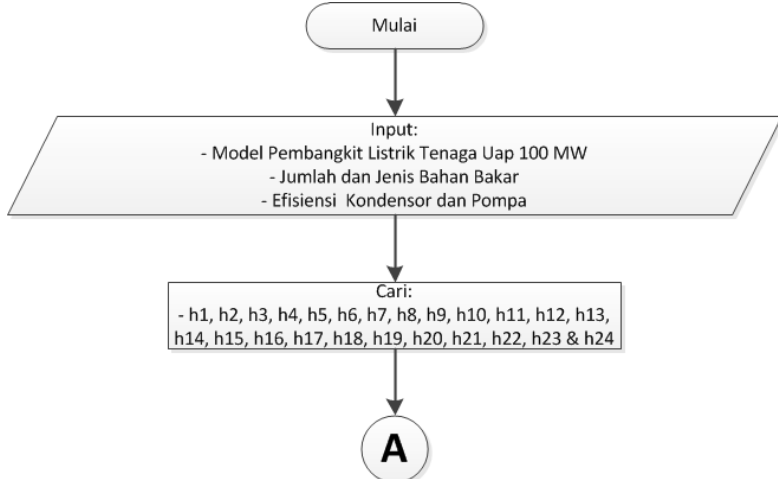 Mulai
Input:
- Model Pembangkit Listrik Tenaga Uap 100 MW
- Jumlah dan Jenis Bahan Bakar
- Efisiensi  Kondensor dan Pompa
Cari:
- h1, h2, h3, h4, h5, h6, h7, h8, h9, h10, h11, h12, h13,
h14, h15, h16, h17, h18, h19, h20, h21, h22, h23 & h24
A